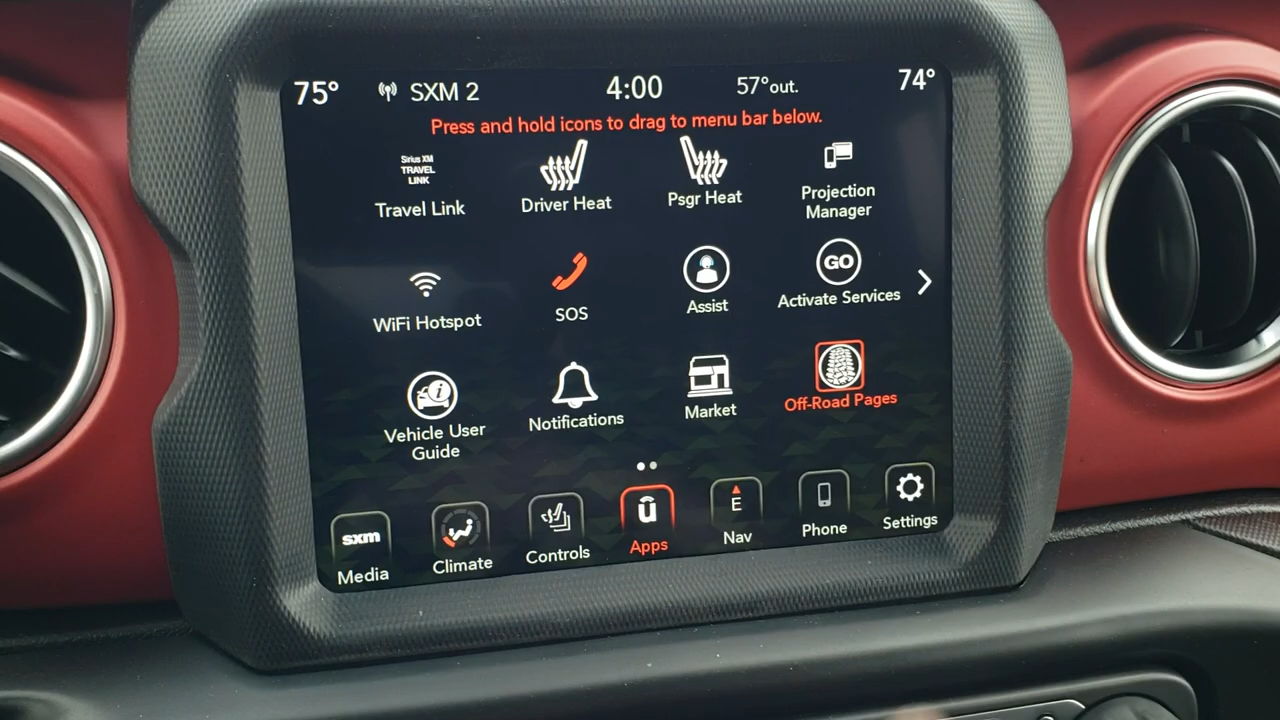 75° SXM 2 4:00 57°out. 74°
Press and hold icons to drag to menu bar below.
Sirius XM
TRAVEL
LINK
Travel Link
Driver Heat
Psgr Heat
Projection
Manager
WiFi Hotspot
SOS
Assist
GO
Activate Services
Vehicle User
Guide
Notifications
Market
Off-Road Pages
sxm
Media
Climate
Controls
ū
Apps
E
Nav
Phone
Settings